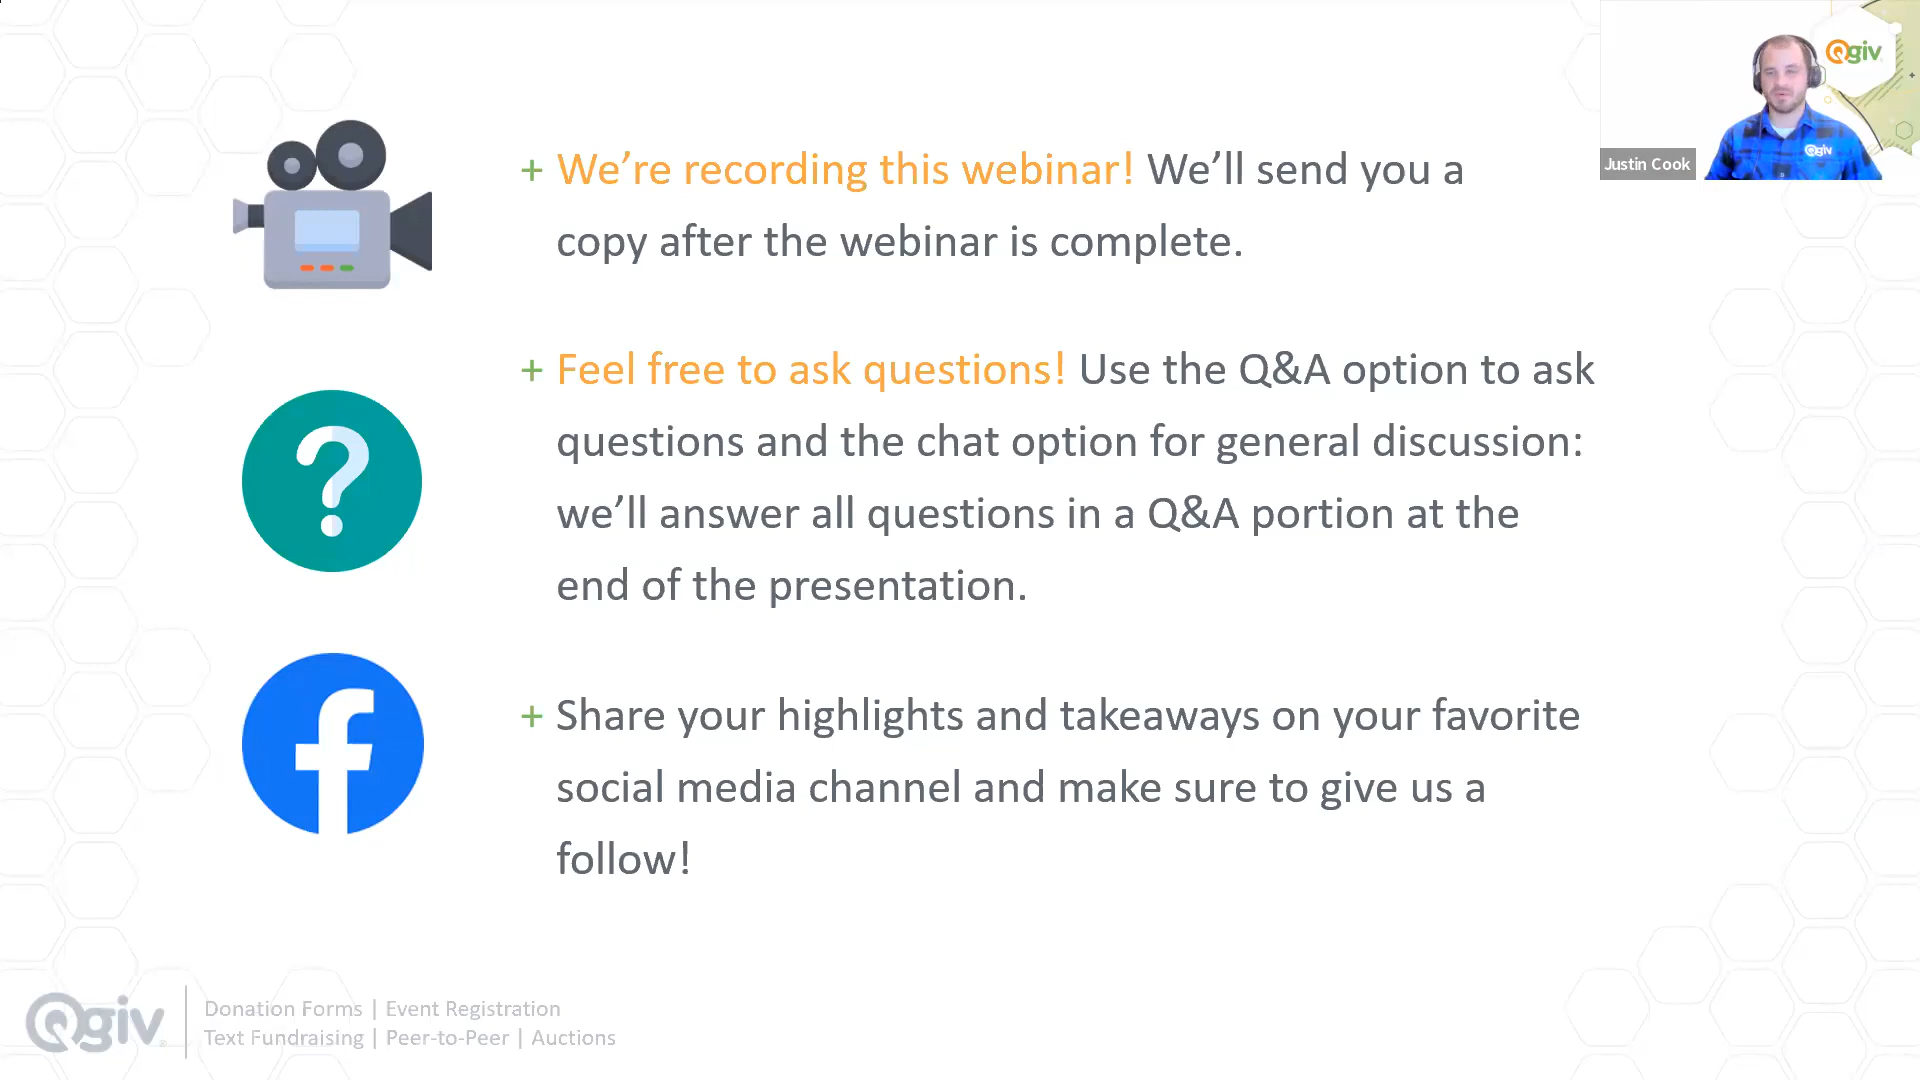 Qgiv
Qgiv
Justin Cook
+ We’re recording this webinar! We’ll send you a
copy after the webinar is complete.
+ Feel free to ask questions! Use the Q&A option to ask
questions and the chat option for general discussion:
we’ll answer all questions in a Q&A portion at the
end of the presentation.
+ Share your highlights and takeaways on your favorite
social media channel and make sure to give us a
follow!
Qgiv
Donation Forms | Event Registration
Text Fundraising | Peer-to-Peer | Auctions